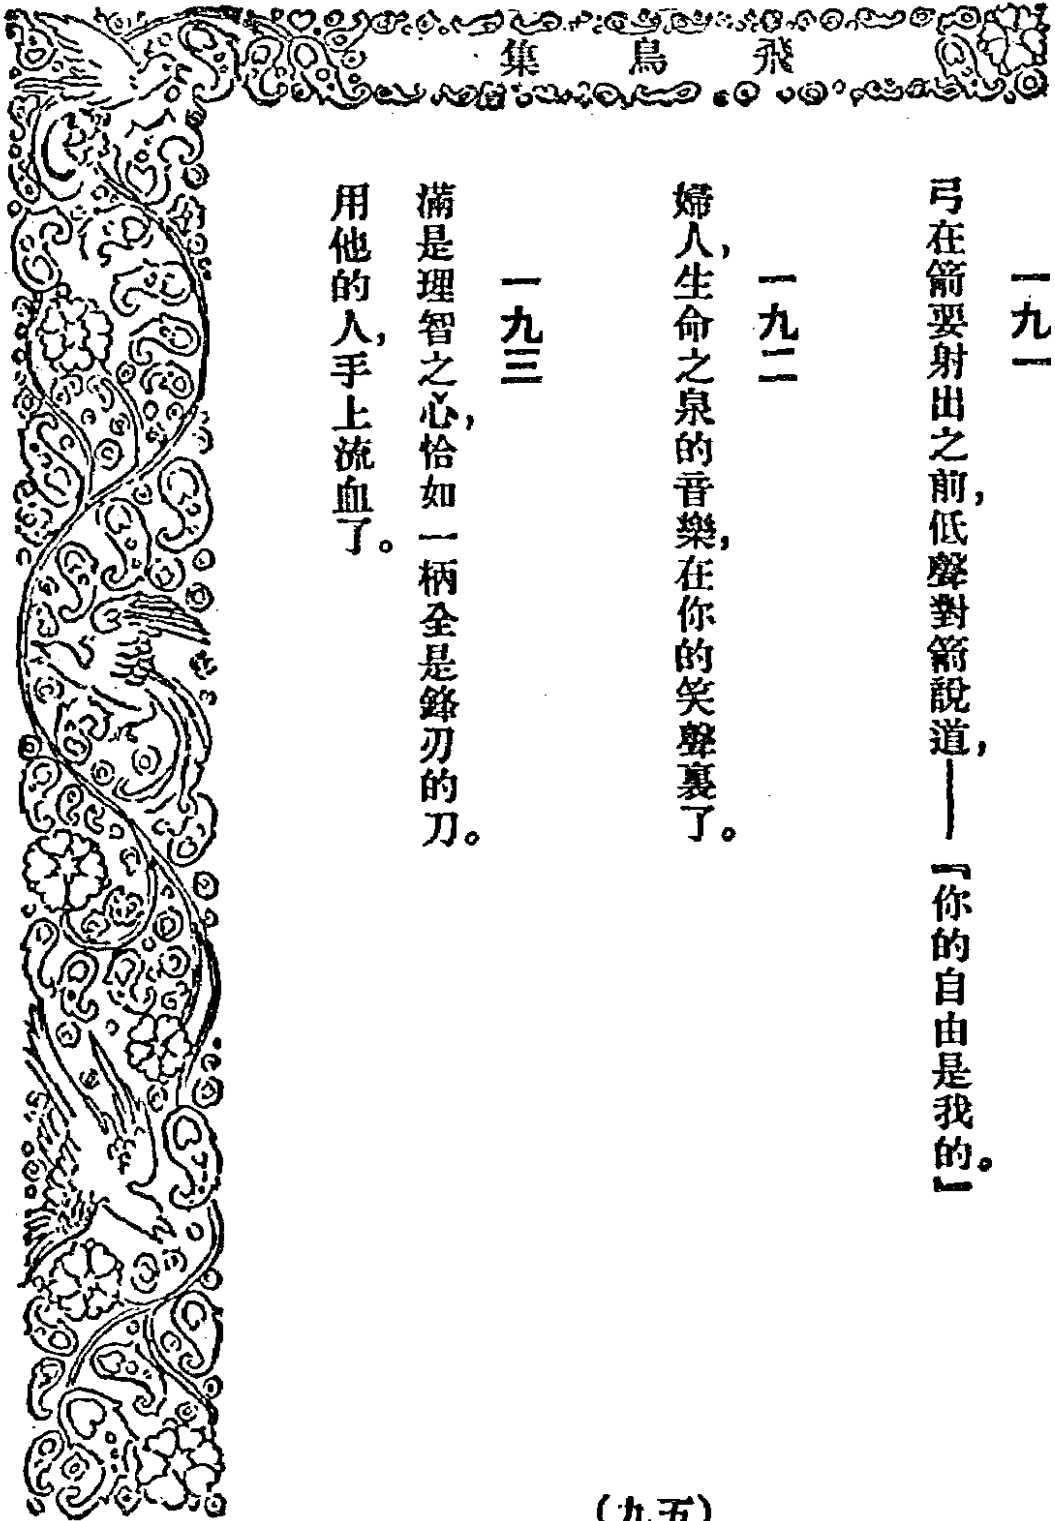 飛鳥集
一九一
弓在箭要射出之前,低聲對箭說道,——『你的自由是我的。』
一九二
婦人,生命之泉的音樂,在你的笑聲裏了。
一九三
滿是理智之心,恰如一柄全是鋒刃的刀。
用他的人,手上流血了。
(九五)